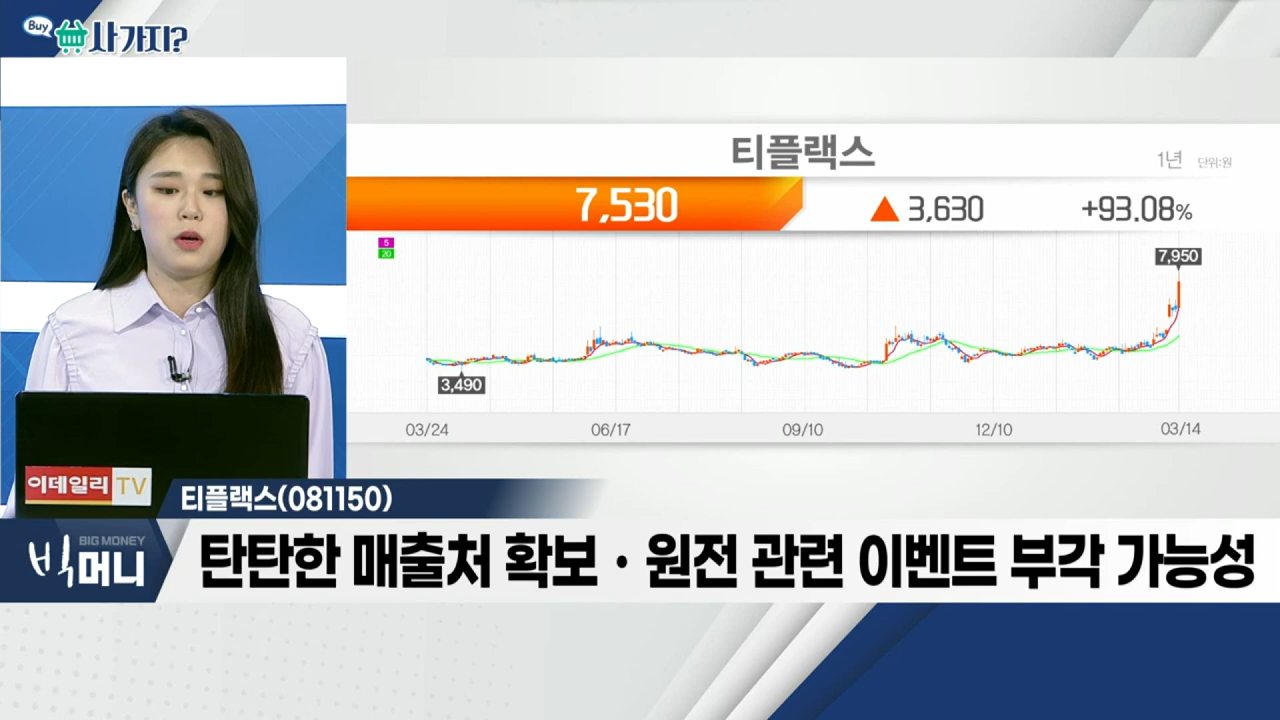 Buy
사가지?
티플랙스
1년 단위:원
7,530
▲ 3,630
+93.08%
5
20
7,950
3,490
03/24 06/17 09/10 12/10 03/14
이데일리TV
티플랙스(081150)
BIG MONEY
빅머니
탄탄한 매출처 확보·원전 관련 이벤트 부각 가능성